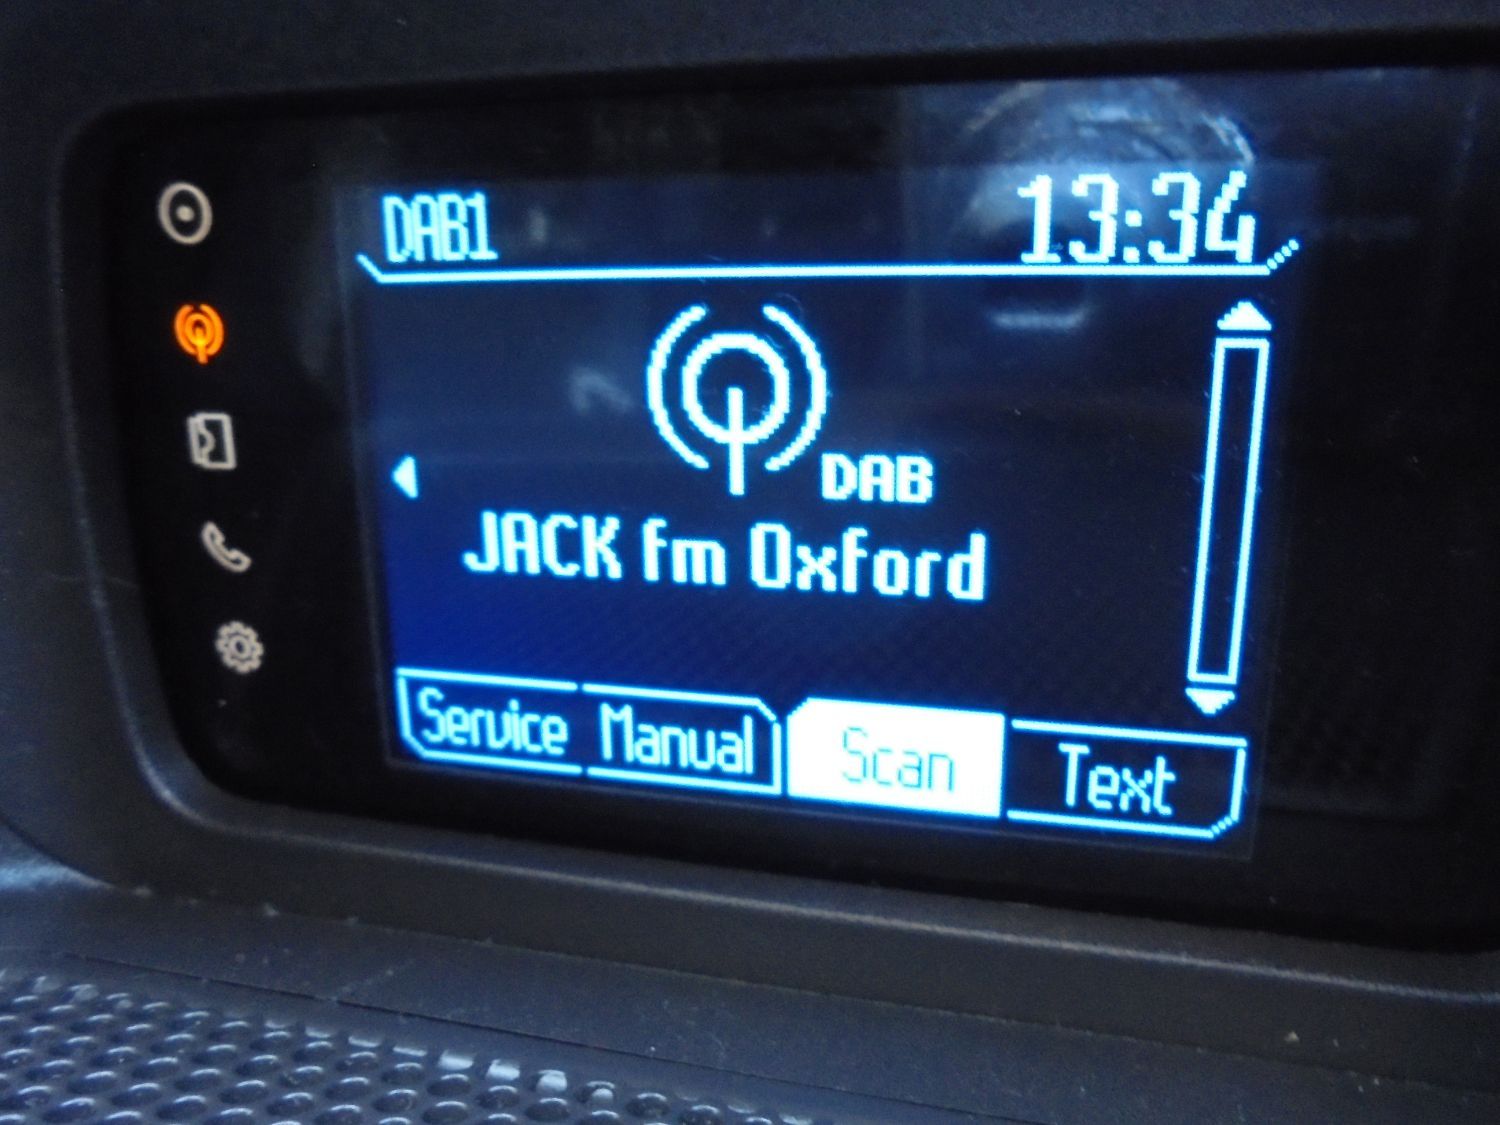 DAB1 13:34
DAB
JACK fm Oxford
Service Manual Scan Text